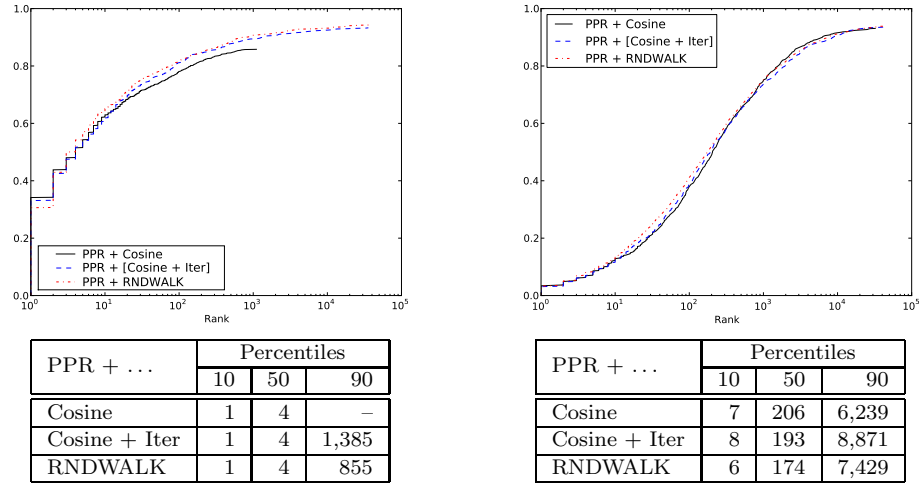 1.0
0.8
0.6
0.4
0.2
0.0
PPR + Cosine
PPR + [Cosine + Iter]
PPR + RNDWALK
10^0 10^1 10^2 10^3 10^4 10^5
Rank
1.0
0.8
0.6
0.4
0.2
0.0
PPR + Cosine
PPR + [Cosine + Iter]
PPR + RNDWALK
10^0 10^1 10^2 10^3 10^4 10^5
Rank
PPR + ... Percentiles
10 50 90
Cosine 1 4 –
Cosine + Iter 1 4 1,385
RNDWALK 1 4 855
PPR + ... Percentiles
10 50 90
Cosine 7 206 6,239
Cosine + Iter 8 193 8,871
RNDWALK 6 174 7,429